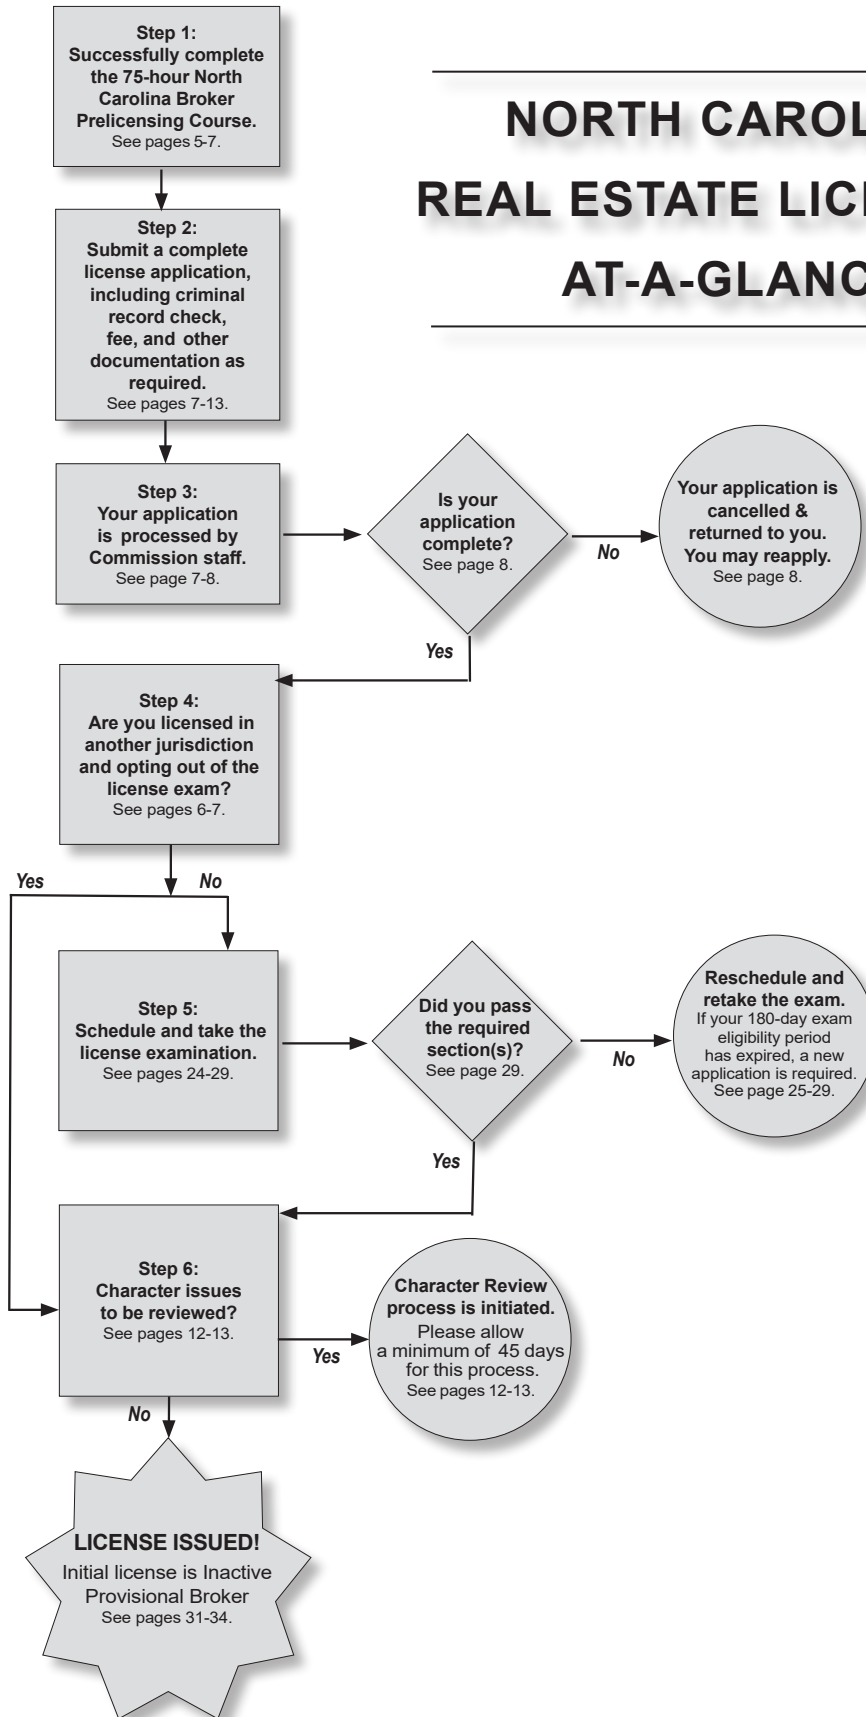 Step 1:
Successfully complete
the 75-hour North
Carolina Broker
Prelicensing Course.
See pages 5-7.
NORTH CAROL
REAL ESTATE LICE
AT-A-GLANC
Step 2:
Submit a complete
license application,
including criminal
record check,
fee, and other
documentation as
required.
See pages 7-13.
Step 3:
Your application
is processed by
Commission staff.
See page 7-8.
Is your
application
complete?
See page 8.
No
Your application is
cancelled &
returned to you.
You may reapply.
See page 8.
Yes
Step 4:
Are you licensed in
another jurisdiction
and opting out of the
license exam?
See pages 6-7.
Yes
No
Step 5:
Schedule and take the
license examination.
See pages 24-29.
Did you pass
the required
section(s)?
See page 29.
No
Reschedule and
retake the exam.
If your 180-day exam
eligibility period
has expired, a new
application is required.
See page 25-29.
Yes
Step 6:
Character issues
to be reviewed?
See pages 12-13.
Yes
Character Review
process is initiated.
Please allow
a minimum of 45 days
for this process.
See pages 12-13.
No
LICENSE ISSUED!
Initial license is Inactive
Provisional Broker
See pages 31-34.